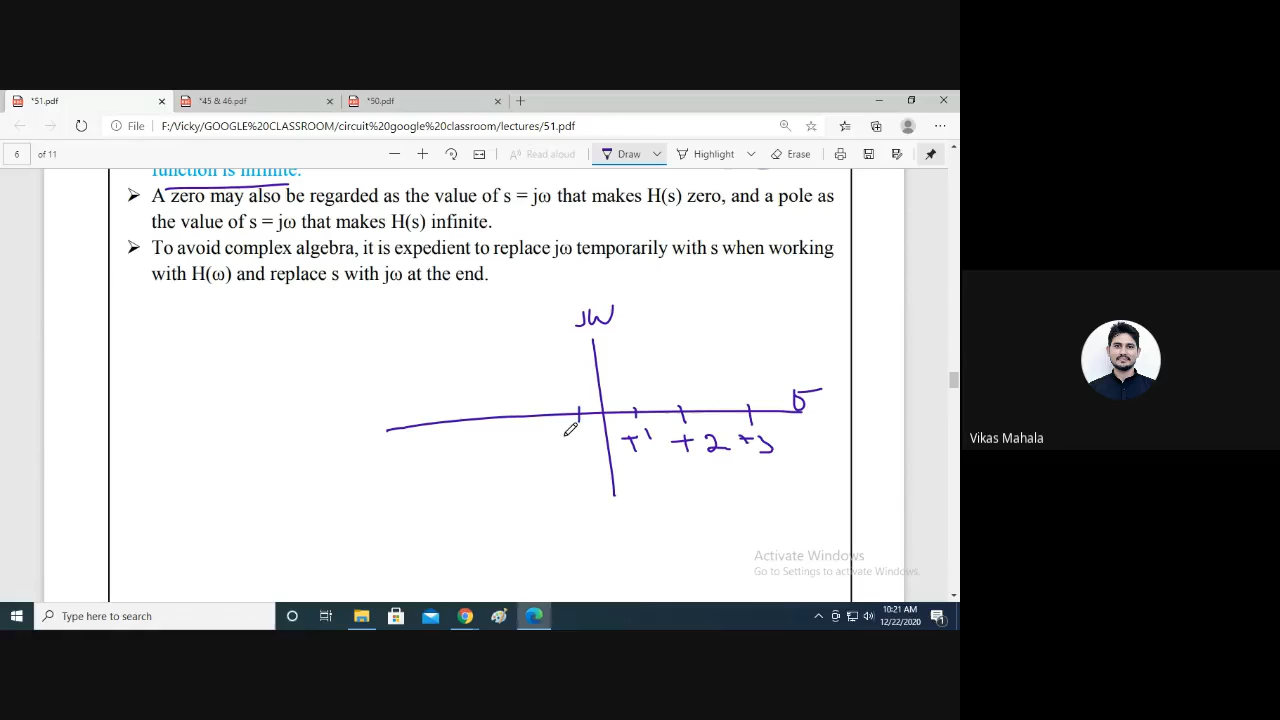 *51.pdf
*45 & 46.pdf
*50.pdf
File
F:/Vicky/GOOGLE%20CLASSROOM/circuit%20google%20classroom/lectures/51.pdf
6 of 11
Read aloud
Draw
Highlight
Erase
function is infinite.
A zero may also be regarded as the value of s = jω that makes H(s) zero, and a pole as
the value of s = jω that makes H(s) infinite.
To avoid complex algebra, it is expedient to replace jω temporarily with s when working
with H(ω) and replace s with jω at the end.
jω
σ
+1 +2 +3
Vikas Mahala
Activate Windows
Go to Settings to activate Windows.
Type here to search
10:21 AM
12/22/2020
1